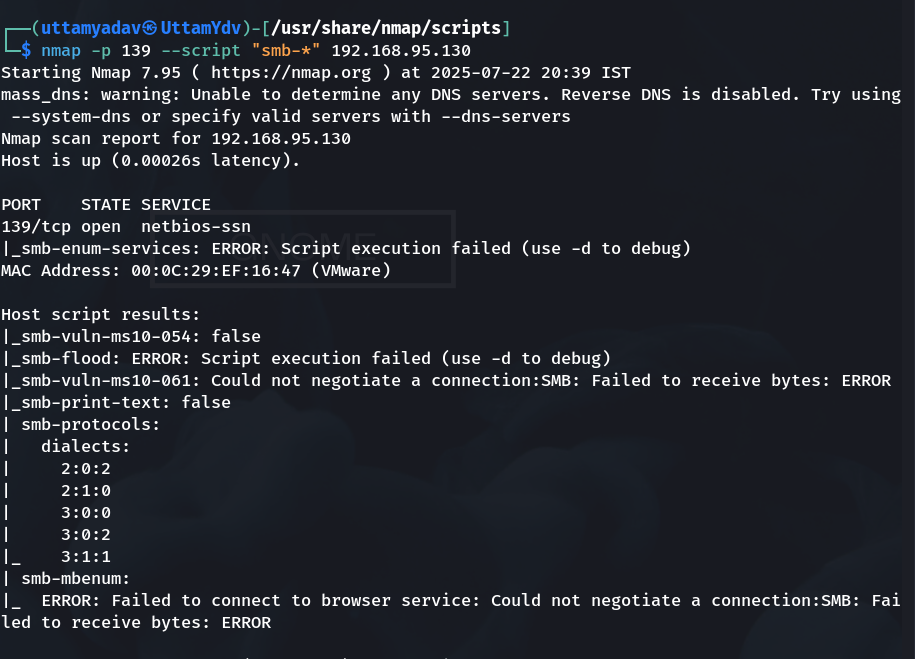 ┌──(uttamyadav㉿UttamYdv)-[/usr/share/nmap/scripts]
└─$ nmap -p 139 --script "smb-*" 192.168.95.130
Starting Nmap 7.95 ( https://nmap.org ) at 2025-07-22 20:39 IST
mass_dns: warning: Unable to determine any DNS servers. Reverse DNS is disabled. Try using
 --system-dns or specify valid servers with --dns-servers
Nmap scan report for 192.168.95.130
Host is up (0.00026s latency).
PORT    STATE SERVICE
139/tcp open  netbios-ssn
|_smb-enum-services: ERROR: Script execution failed (use -d to debug)
MAC Address: 00:0C:29:EF:16:47 (VMware)
Host script results:
|_smb-vuln-ms10-054: false
|_smb-flood: ERROR: Script execution failed (use -d to debug)
|_smb-vuln-ms10-061: Could not negotiate a connection:SMB: Failed to receive bytes: ERROR
|_smb-print-text: false
| smb-protocols:
|   dialects:
|     2:0:2
|     2:1:0
|     3:0:0
|     3:0:2
|_    3:1:1
| smb-mbenum:
|_  ERROR: Failed to connect to browser service: Could not negotiate a connection:SMB: Fai
led to receive bytes: ERROR